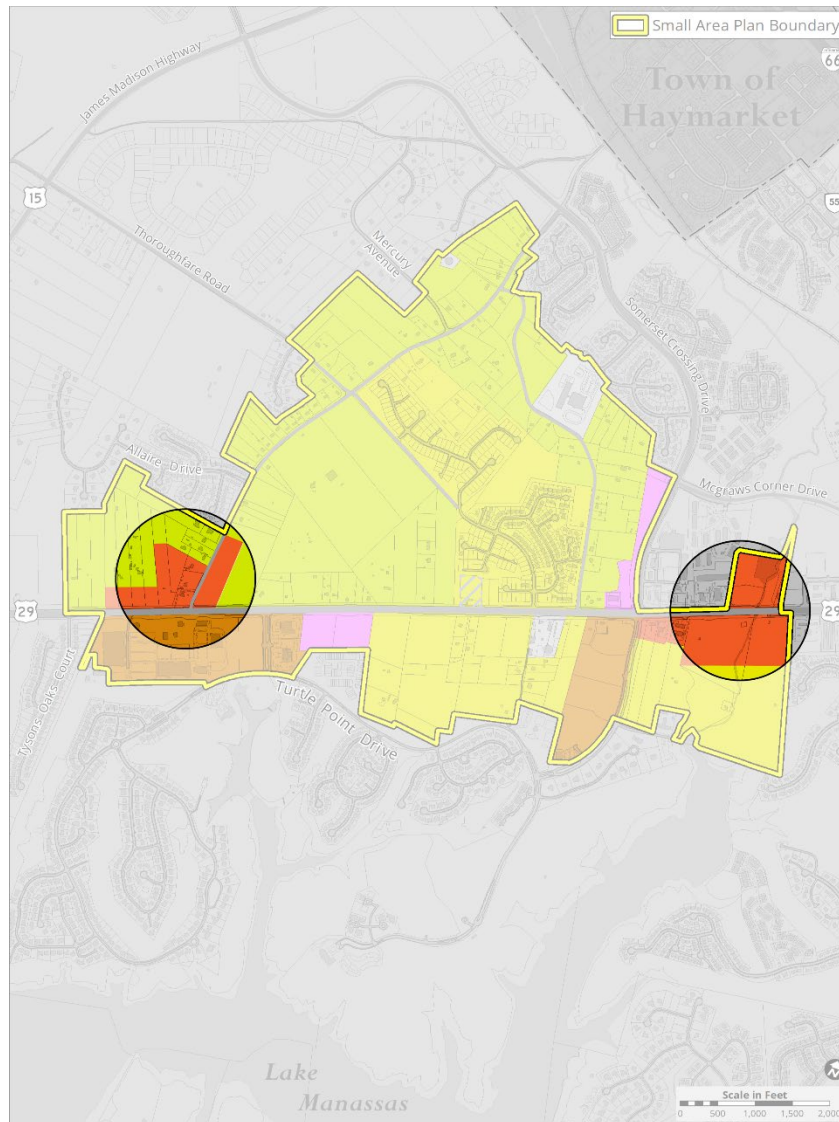 Small Area Plan Boundary
66
Town of
Haymarket
James Madison Highway
15
55
Thoroughfare Road
Mercury
Avenue
Somerset Crossing Drive
Allaire Drive
Mcgraws Corner Drive
29
29
Tysons Oaks Court
Turtle Point Drive
Lake
Manassas
N
Scale in Feet
0 500 1,000 1,500 2,000